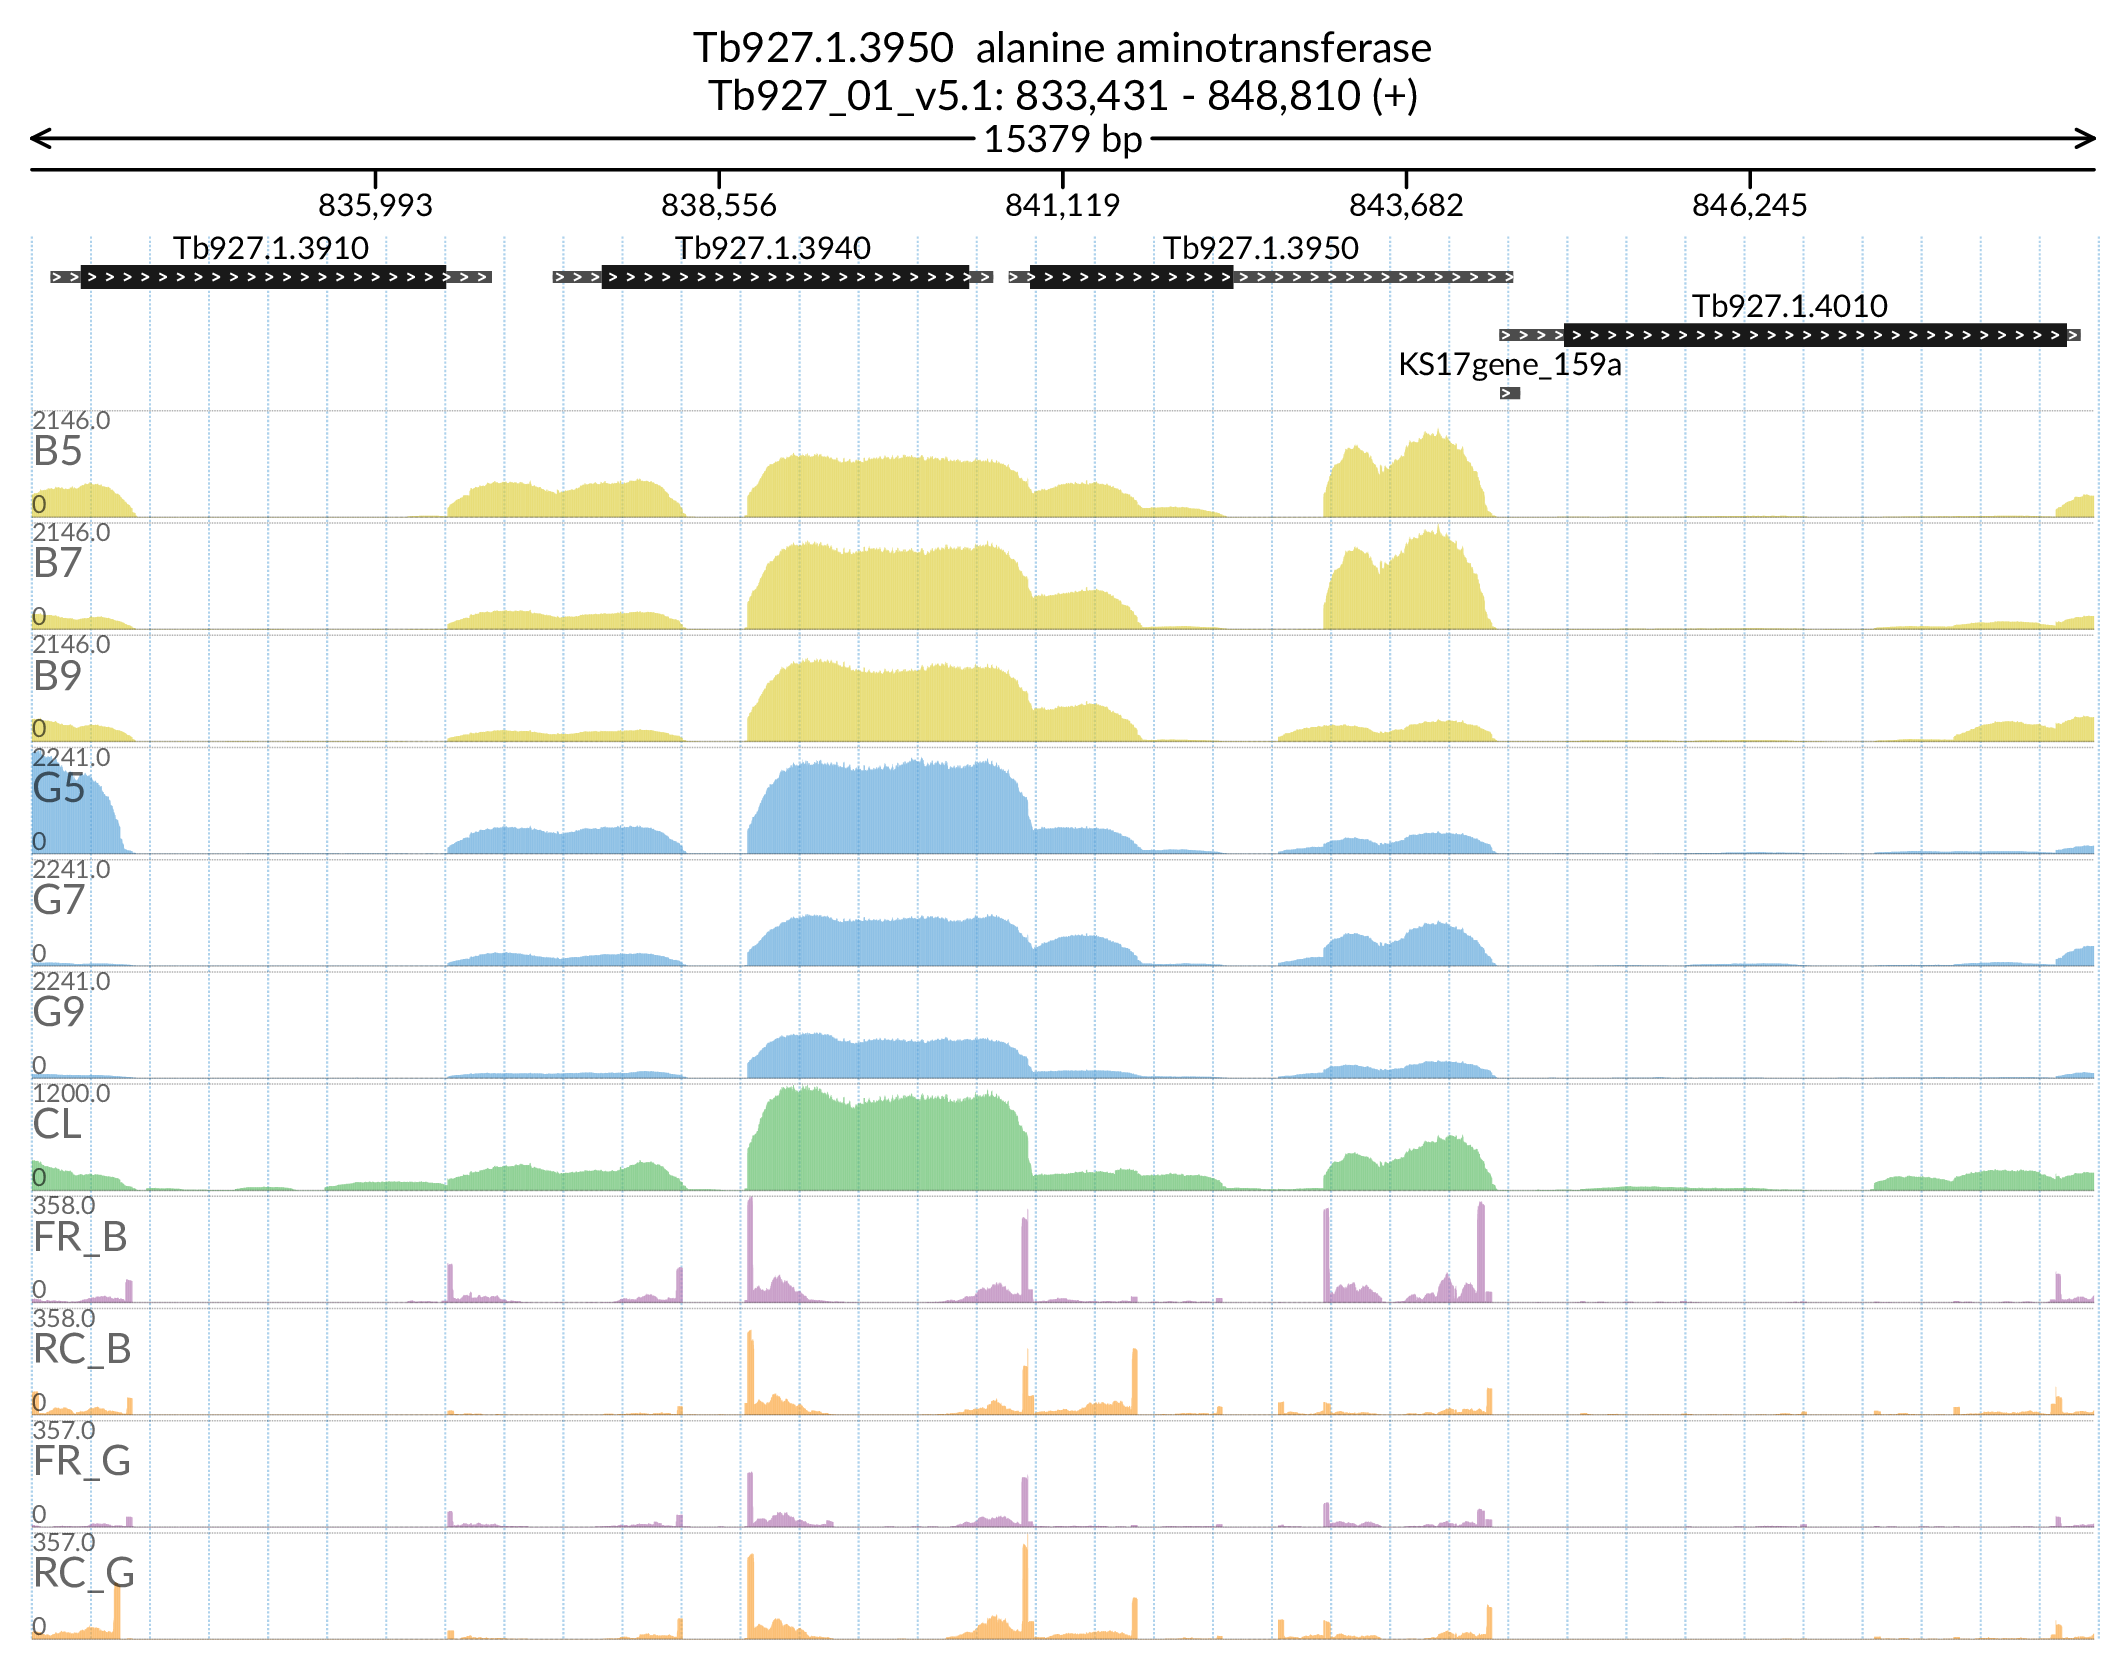 Tb927.1.3950  alanine aminotransferase
Tb927_01_v5.1: 833,431 - 848,810 (+)
15379 bp
835,993 838,556 841,119 843,682 846,245
Tb927.1.3910 Tb927.1.3940 Tb927.1.3950
Tb927.1.4010
KS17gene_159a
2146.0
B5
0
2146.0
B7
0
2146.0
B9
0
2241.0
G5
0
2241.0
G7
0
2241.0
G9
0
1200.0
CL
0
358.0
FR_B
0
358.0
RC_B
0
357.0
FR_G
0
357.0
RC_G
0